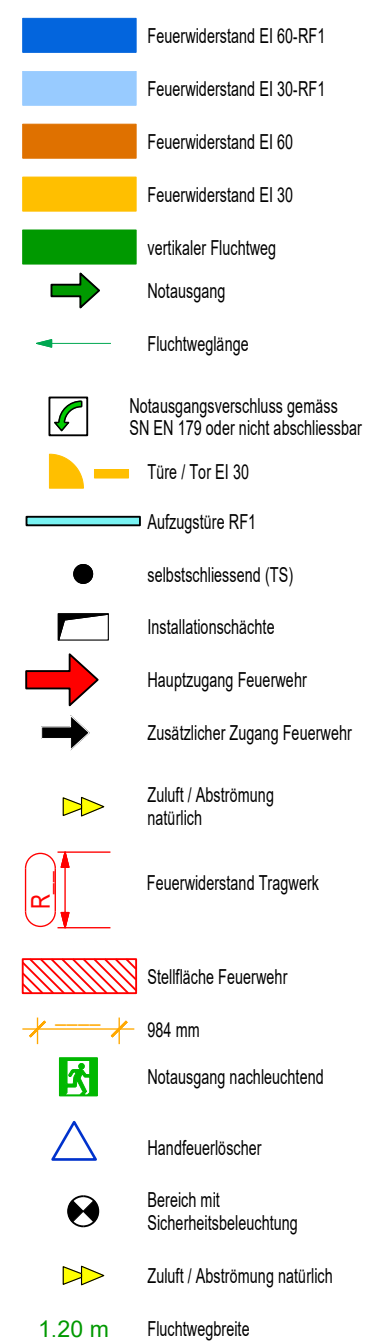 Feuerwiderstand EI 60-RF1
Feuerwiderstand EI 30-RF1
Feuerwiderstand EI 60
Feuerwiderstand EI 30
vertikaler Fluchtweg
Notausgang
Fluchtweglänge
Notausgangsverschluss gemäss
SN EN 179 oder nicht abschliessbar
Türe / Tor EI 30
Aufzugstüre RF1
selbstschliessend (TS)
Installationschächte
Hauptzugang Feuerwehr
Zusätzlicher Zugang Feuerwehr
Zuluft / Abströmung
natürlich
R__ Feuerwiderstand Tragwerk
Stellfläche Feuerwehr
984 mm
Notausgang nachleuchtend
Handfeuerlöscher
Bereich mit
Sicherheitsbeleuchtung
Zuluft / Abströmung natürlich
1.20 m Fluchtwegbreite